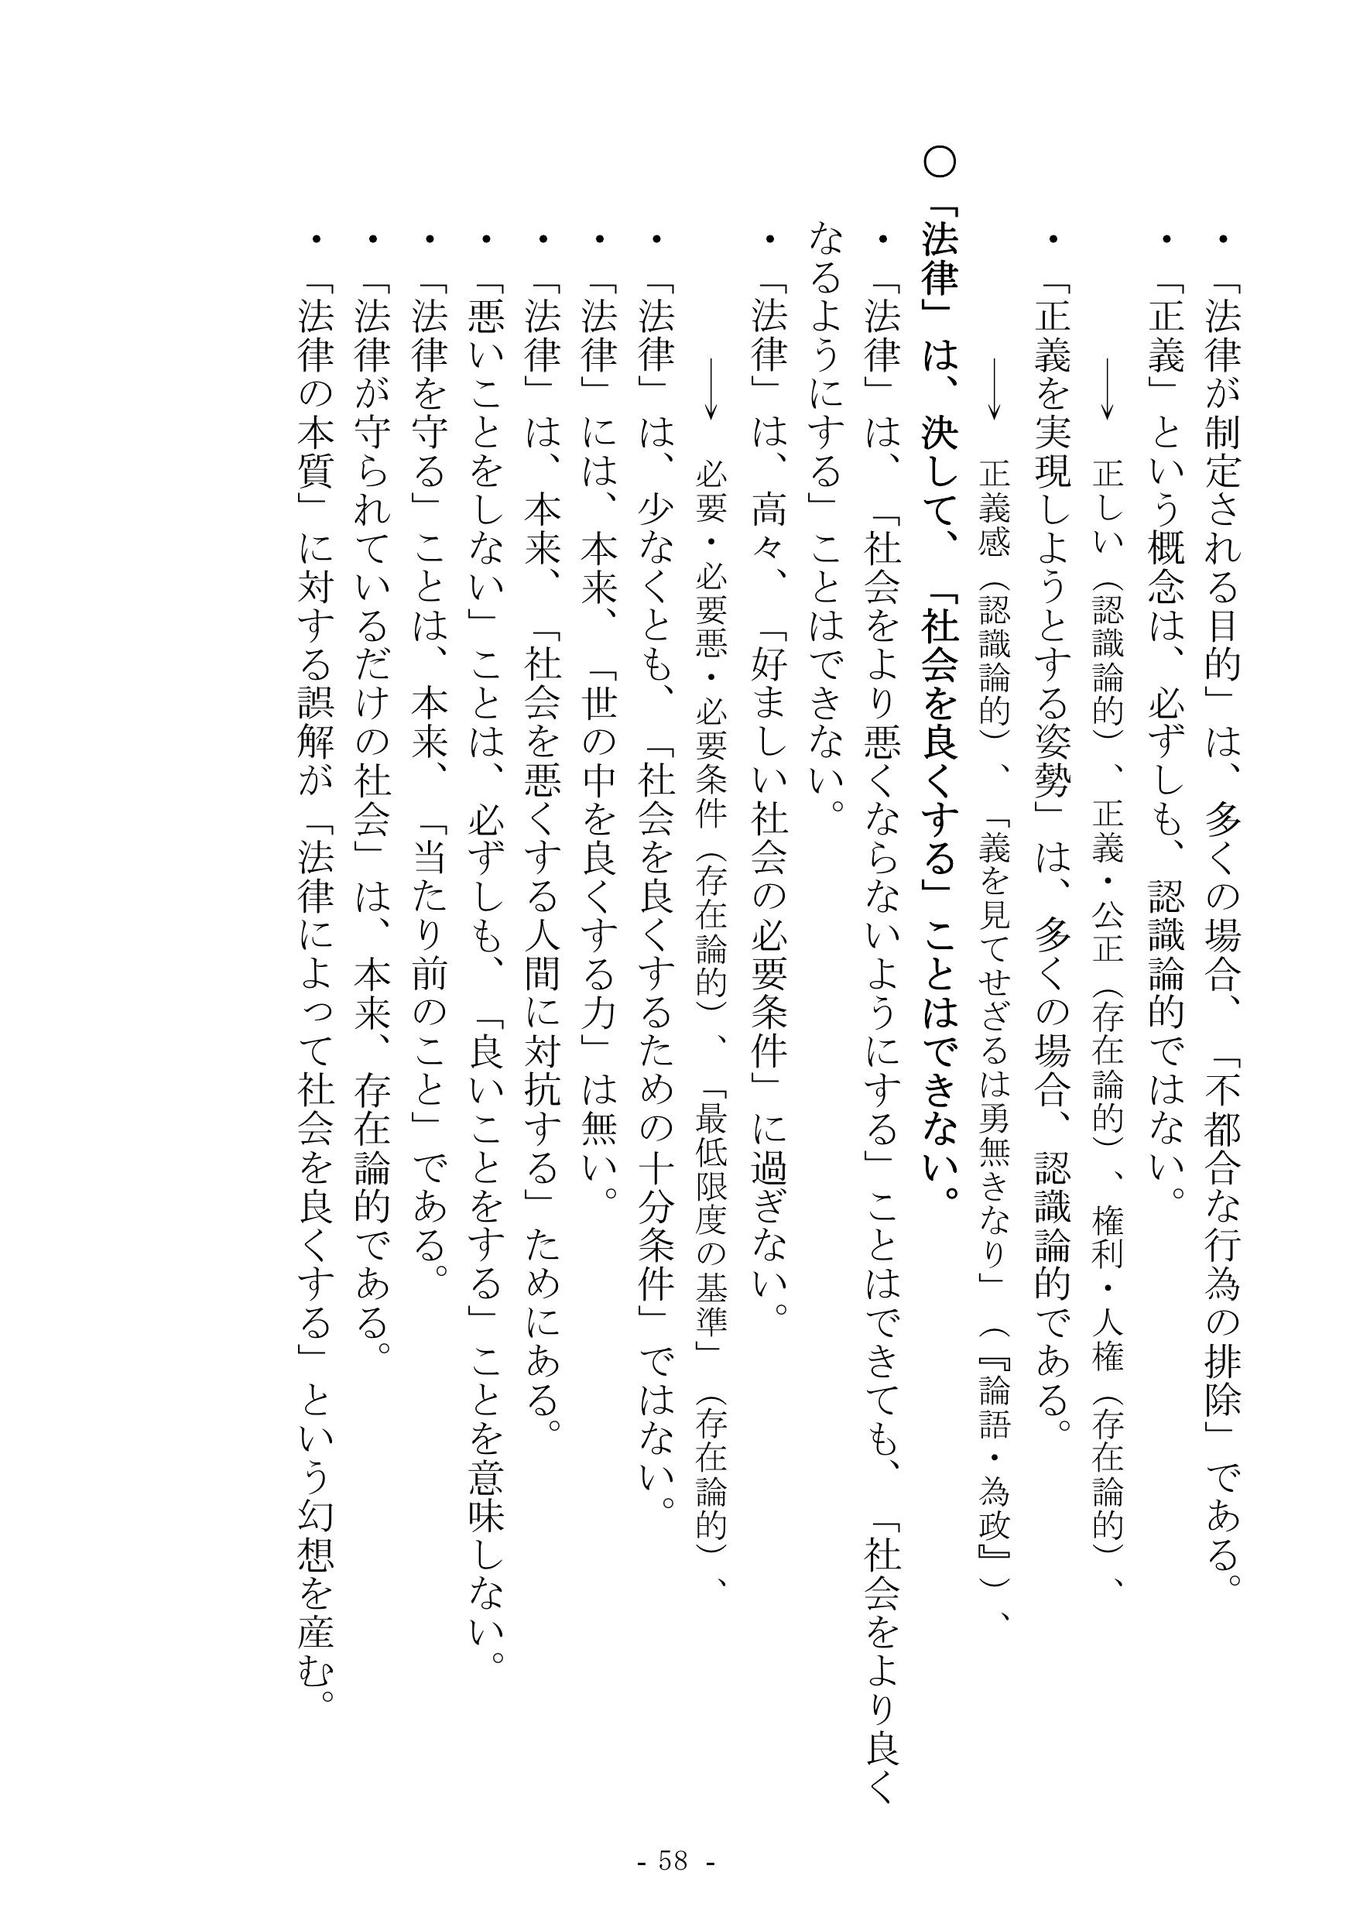 ・「法律が制定される目的」は、多くの場合、「不都合な行為の排除」である。
・「正義」という概念は、必ずしも、認識論的ではない。
→ 正しい（認識論的）、正義・公正（存在論的）、権利・人権（存在論的）、
・「正義を実現しようとする姿勢」は、多くの場合、認識論的である。
→ 正義感（認識論的）、「義を見てせざるは勇無きなり」（『論語・為政』）、
〇「法律」は、決して、「社会を良くする」ことはできない。
・「法律」は、「社会をより悪くならないようにする」ことはできても、「社会をより良く
なるようにする」ことはできない。
・「法律」は、高々、「好ましい社会の必要条件」に過ぎない。
→ 必要・必要悪・必要条件（存在論的）、「最低限度の基準」（存在論的）、
・「法律」は、少なくとも、「社会を良くするための十分条件」ではない。
・「法律」には、本来、「世の中を良くする力」は無い。
・「法律」は、本来、「社会を悪くする人間に対抗する」ためにある。
・「悪いことをしない」ことは、必ずしも、「良いことをする」ことを意味しない。
・「法律を守る」ことは、本来、「当たり前のこと」である。
・「法律が守られているだけの社会」は、本来、存在論的である。
・「法律の本質」に対する誤解が「法律によって社会を良くする」という幻想を産む。
- 58 -